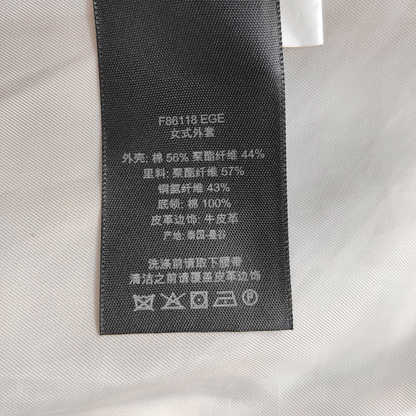 F86118 EGE
女式外套
外壳: 棉 56% 聚酯纤维 44%
里料: 聚酯纤维 57%
铜氨纤维 43%
底领: 棉 100%
皮革边饰: 牛皮革
产地: 泰国-曼谷
洗涤前请取下腰带
清洁之前请覆盖皮革边饰